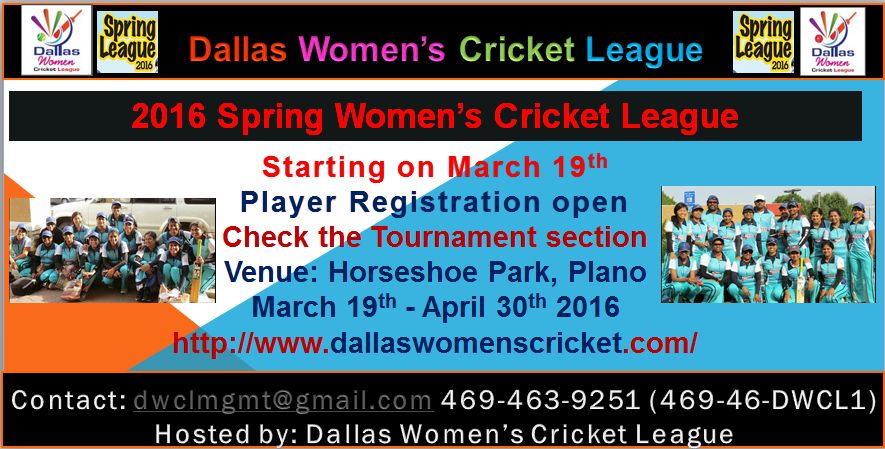 Dallas Women Cricket League
Spring League 2016
Dallas Women's Cricket League
Spring League 2016
Dallas Women Cricket League
2016 Spring Women's Cricket League
Starting on March 19th
Player Registration open
Check the Tournament section
Venue: Horseshoe Park, Plano
March 19th - April 30th 2016
http://www.dallaswomenscricket.com/
Contact: dwclmgmt@gmail.com 469-463-9251 (469-46-DWCL1)
Hosted by: Dallas Women's Cricket League